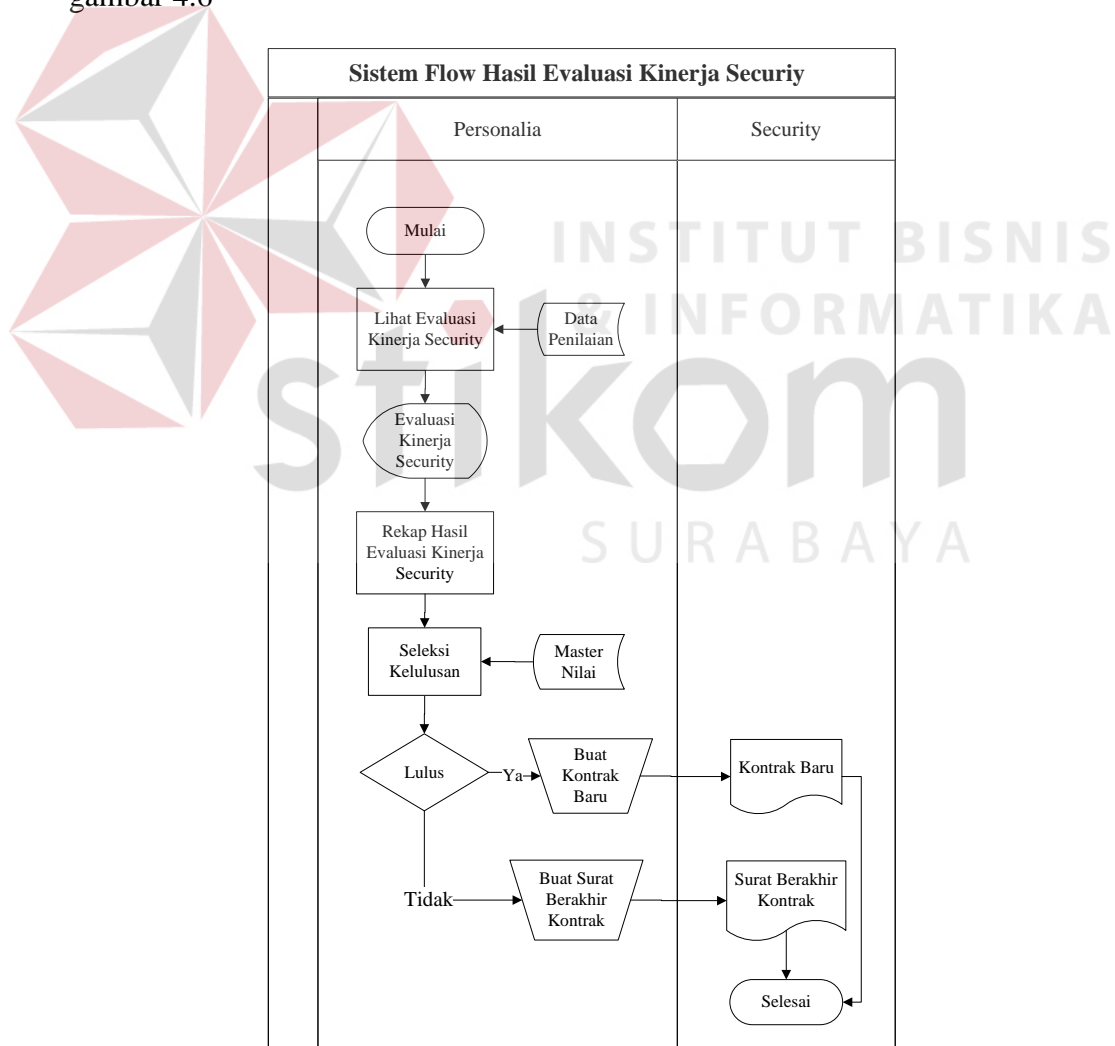 gambar 4.6
Sistem Flow Hasil Evaluasi Kinerja Securiy
Personalia
Security
Mulai
Lihat Evaluasi
Kinerja Security
Data
Penilaian
Evaluasi
Kinerja
Security
Rekap Hasil
Evaluasi Kinerja
Security
Seleksi
Kelulusan
Master
Nilai
Lulus
Ya
Buat
Kontrak
Baru
Kontrak Baru
Tidak
Buat Surat
Berakhir
Kontrak
Surat Berakhir
Kontrak
Selesai
INSTITUT BISNIS
& INFORMATIKA
stikom
SURABAYA